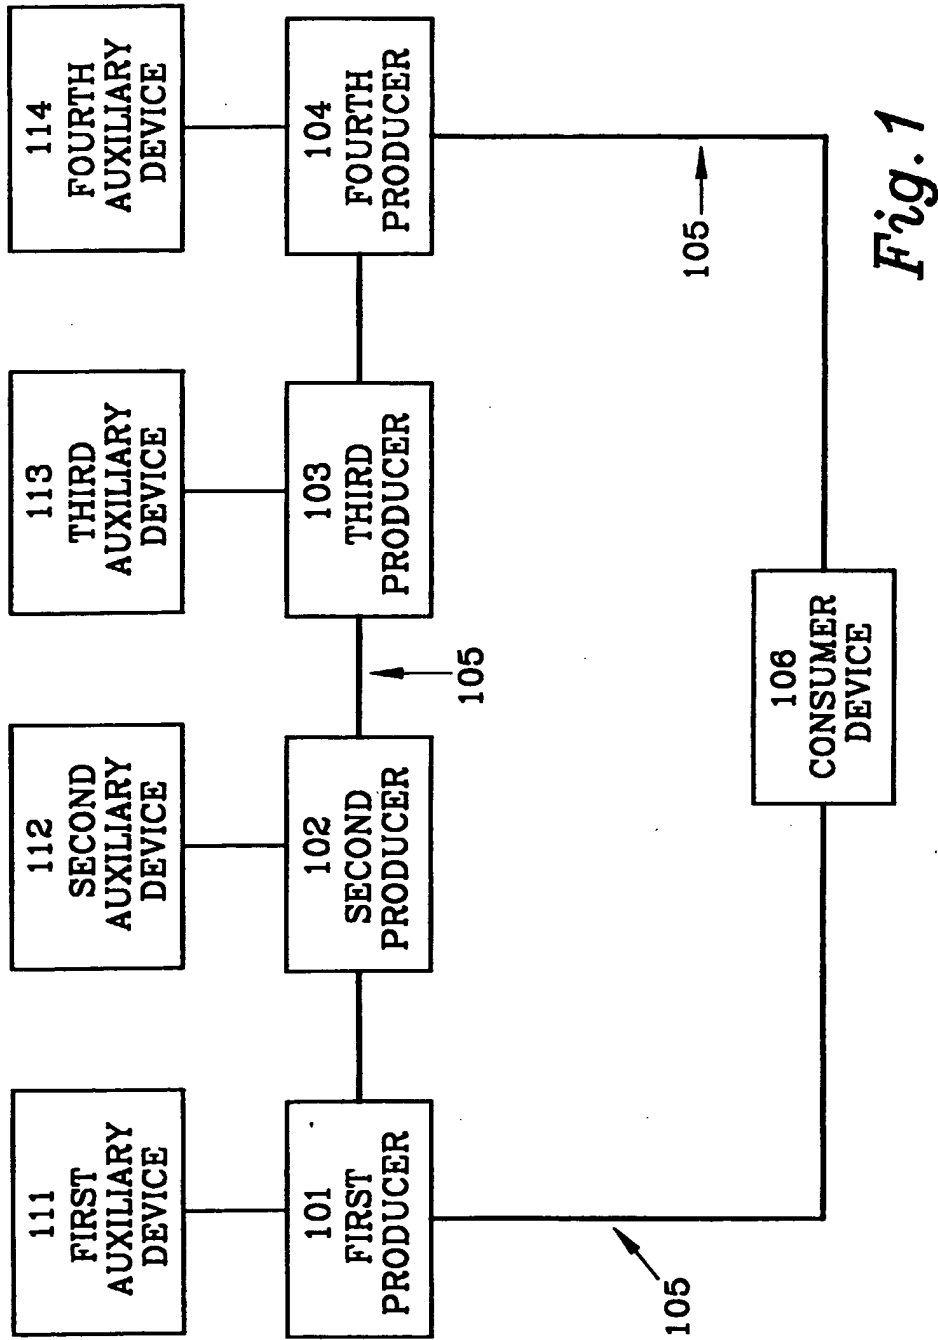 111
FIRST
AUXILIARY
DEVICE
112
SECOND
AUXILIARY
DEVICE
113
THIRD
AUXILIARY
DEVICE
114
FOURTH
AUXILIARY
DEVICE
101
FIRST
PRODUCER
102
SECOND
PRODUCER
103
THIRD
PRODUCER
104
FOURTH
PRODUCER
105
105
105
106
CONSUMER
DEVICE
Fig. 1